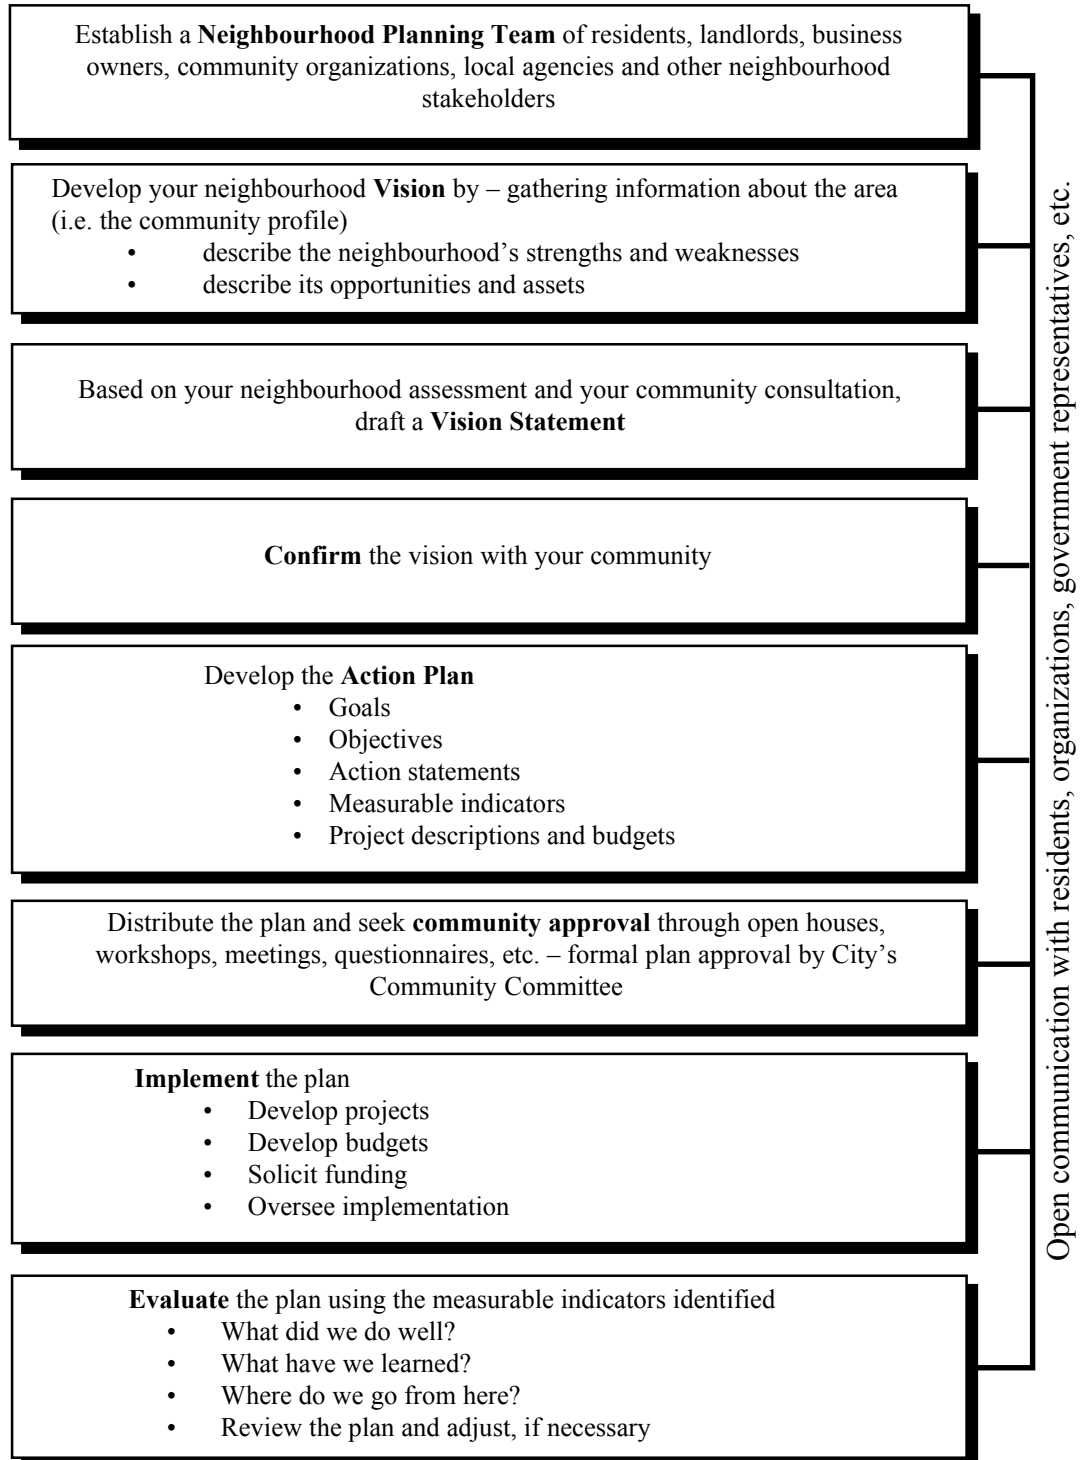 Establish a Neighbourhood Planning Team of residents, landlords, business
owners, community organizations, local agencies and other neighbourhood
stakeholders
Develop your neighbourhood Vision by – gathering information about the area
(i.e. the community profile)
• describe the neighbourhood’s strengths and weaknesses
• describe its opportunities and assets
Based on your neighbourhood assessment and your community consultation,
draft a Vision Statement
Confirm the vision with your community
Develop the Action Plan
• Goals
• Objectives
• Action statements
• Measurable indicators
• Project descriptions and budgets
Distribute the plan and seek community approval through open houses,
workshops, meetings, questionnaires, etc. – formal plan approval by City’s
Community Committee
Implement the plan
• Develop projects
• Develop budgets
• Solicit funding
• Oversee implementation
Evaluate the plan using the measurable indicators identified
• What did we do well?
• What have we learned?
• Where do we go from here?
• Review the plan and adjust, if necessary
Open communication with residents, organizations, government representatives, etc.